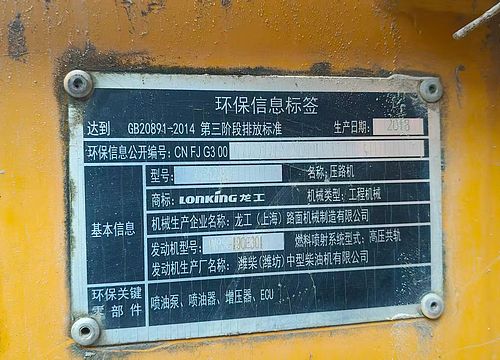 环保信息标签
达到 GB20891-2014 第三阶段排放标准 生产日期: 2018
环保信息公开编号: CN FJ G3 00
型号: 名称: 压路机
商标: LONKING龙工 机械类型: 工程机械
基本信息
机械生产企业名称: 龙工(上海)路面机械制造有限公司
发动机型号: 燃料喷射系统型式: 高压共轨
发动机生产厂名称: 潍柴(潍坊)中型柴油机有限公司
环保关键
零部件
喷油泵、喷油器、增压器、ECU